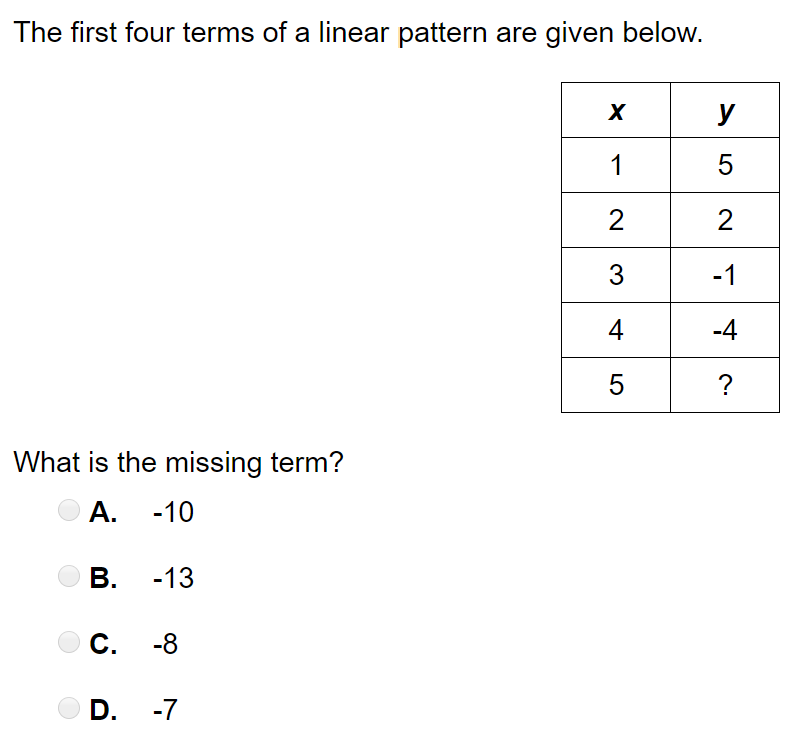 The first four terms of a linear pattern are given below.
x y
1 5
2 2
3 -1
4 -4
5 ?
What is the missing term?
A. -10
B. -13
C. -8
D. -7